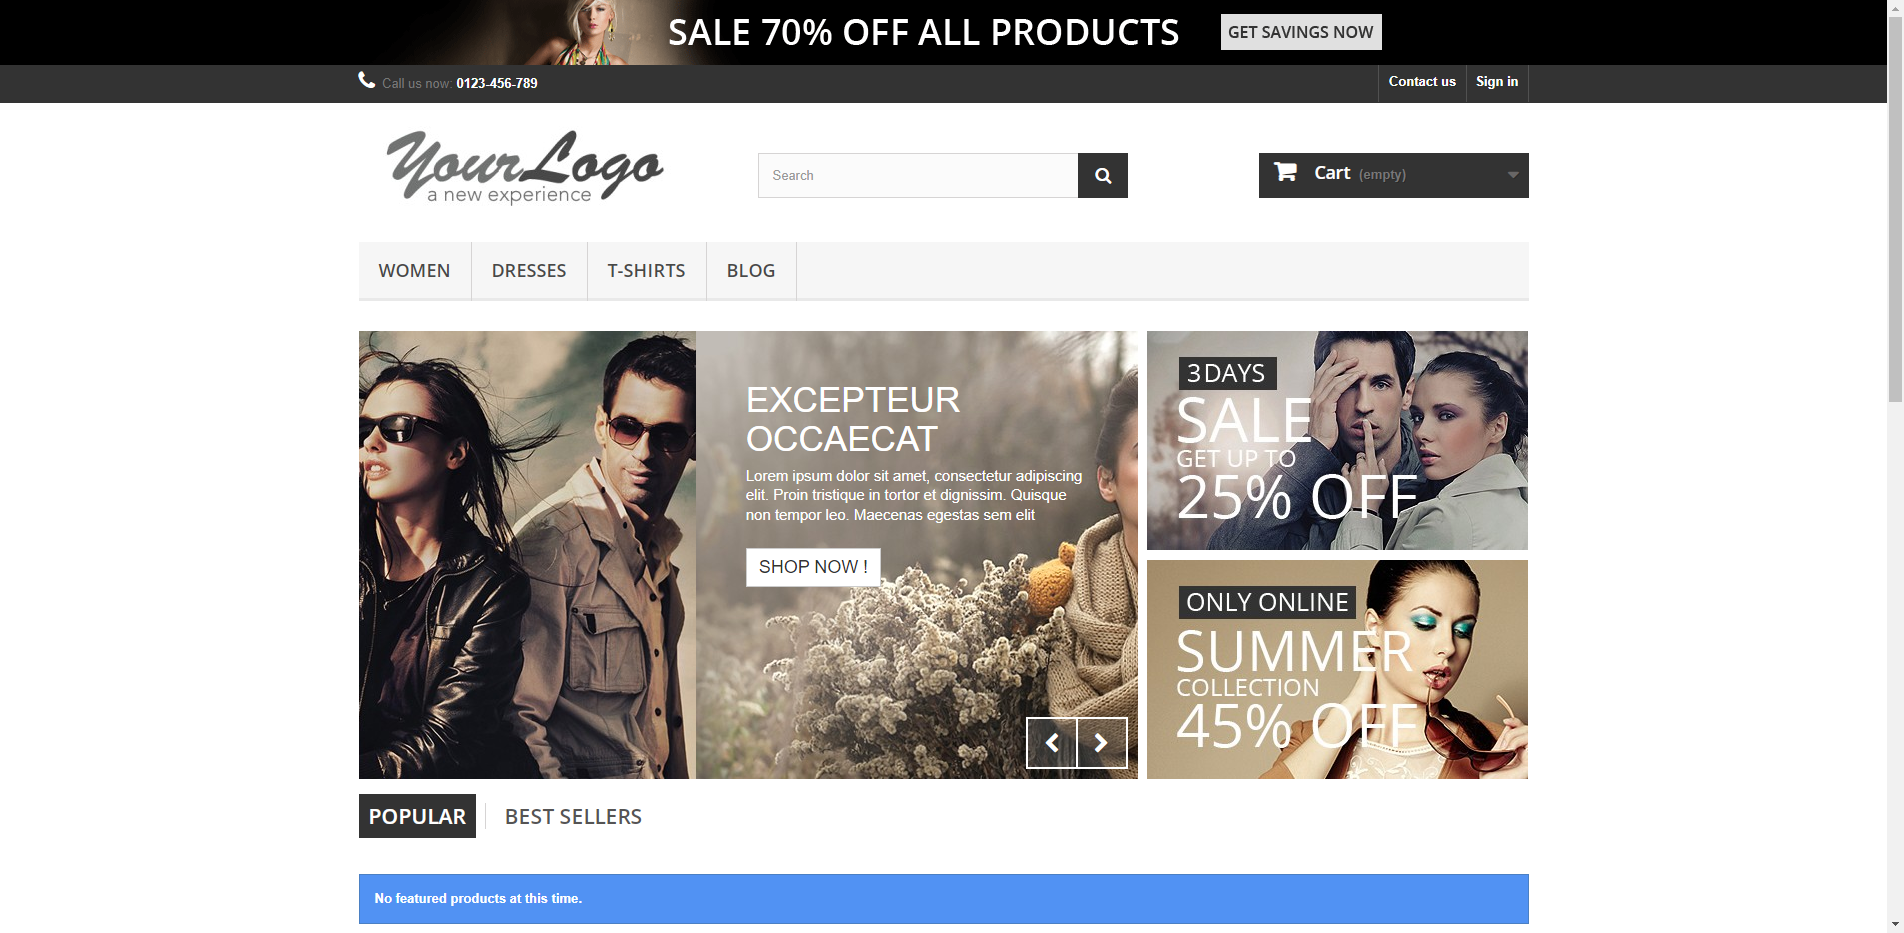 SALE 70% OFF ALL PRODUCTS GET SAVINGS NOW
Call us now: 0123-456-789 Contact us Sign in
YourLogo
a new experience
Search
Cart (empty)
WOMEN DRESSES T-SHIRTS BLOG
EXCEPTEUR
OCCAECAT
Lorem ipsum dolor sit amet, consectetur adipiscing
elit. Proin tristique in tortor et dignissim. Quisque
non tempor leo. Maecenas egestas sem elit
SHOP NOW !
3 DAYS
SALE
GET UP TO
25% OFF
ONLY ONLINE
SUMMER
COLLECTION
45% OFF
POPULAR BEST SELLERS
No featured products at this time.